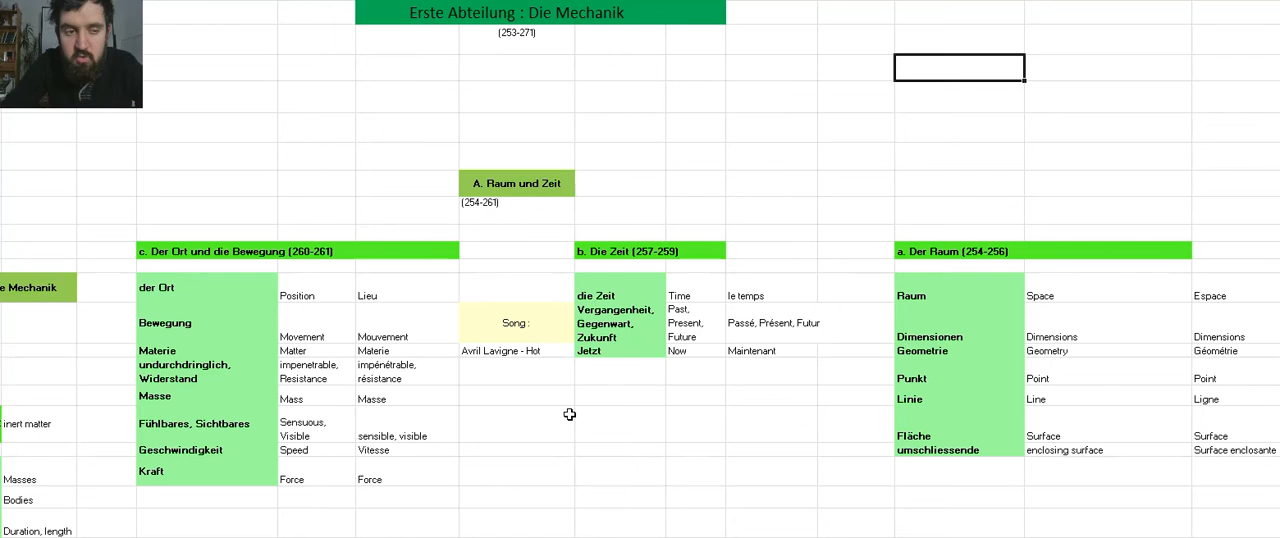 Erste Abteilung : Die Mechanik
(253-271)
A. Raum und Zeit
(254-261)
c. Der Ort und die Bewegung (260-261)
b. Die Zeit (257-259)
a. Der Raum (254-256)
e Mechanik
der Ort
Position
Lieu
Bewegung
Movement
Mouvement
Materie
undurchdringlich,
Widerstand
Matter
impenetrable,
Resistance
Materie
impénétrable,
résistance
Masse
Mass
Masse
Fühlbares, Sichtbares
Sensuous,
Visible
sensible, visible
Geschwindigkeit
Speed
Vitesse
Kraft
Force
Force
Song :
Avril Lavigne - Hot
die Zeit
Time
le temps
Vergangenheit,
Gegenwart,
Zukunft
Past,
Present,
Future
Passé, Présent, Futur
Jetzt
Now
Maintenant
Raum
Space
Espace
Dimensionen
Dimensions
Dimensions
Geometrie
Geometry
Géométrie
Punkt
Point
Point
Linie
Line
Ligne
Fläche
Surface
Surface
umschliessende
enclosing surface
Surface enclosante
inert matter
Masses
Bodies
Duration, length